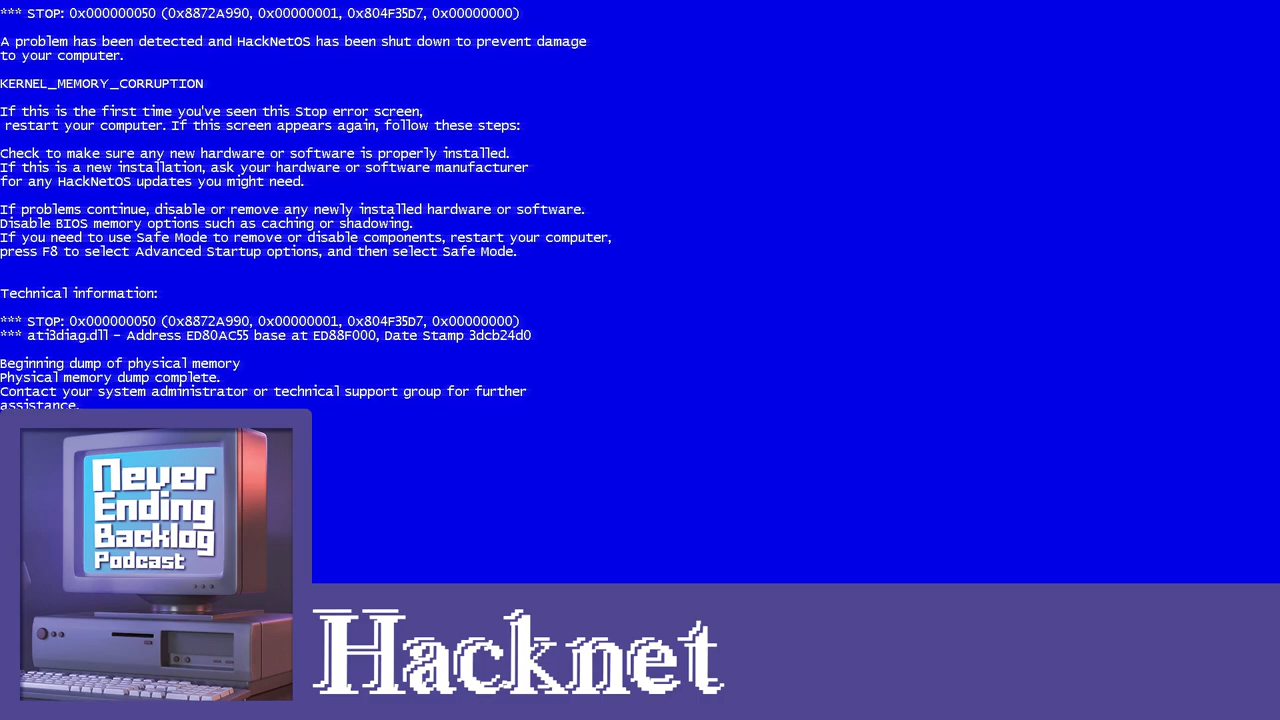 *** STOP: 0x000000050 (0x8872A990, 0x00000001, 0x804F35D7, 0x00000000)
A problem has been detected and HackNetOS has been shut down to prevent damage
to your computer.
KERNEL_MEMORY_CORRUPTION
If this is the first time you've seen this Stop error screen,
restart your computer. If this screen appears again, follow these steps:
Check to make sure any new hardware or software is properly installed.
If this is a new installation, ask your hardware or software manufacturer
for any HackNetOS updates you might need.
If problems continue, disable or remove any newly installed hardware or software.
Disable BIOS memory options such as caching or shadowing.
If you need to use Safe Mode to remove or disable components, restart your computer,
press F8 to select Advanced Startup options, and then select Safe Mode.
Technical information:
*** STOP: 0x000000050 (0x8872A990, 0x00000001, 0x804F35D7, 0x00000000)
*** ati3diag.dll - Address ED80AC55 base at ED88F000, Date Stamp 3dcb24d0
Beginning dump of physical memory
Physical memory dump complete.
Contact your system administrator or technical support group for further
assistance.
Never
Ending
Backlog
Podcast
Hacknet